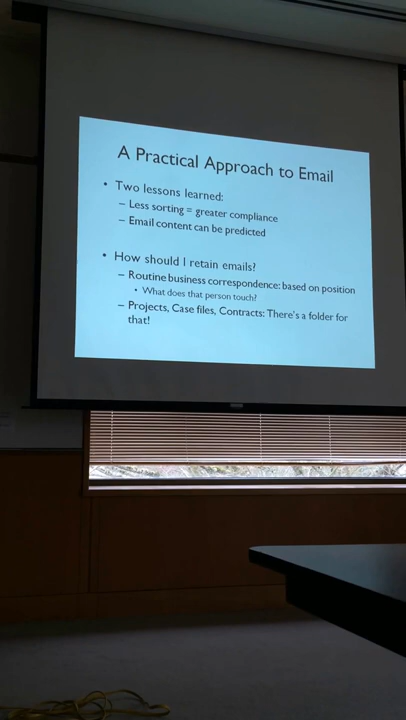 A Practical Approach to Email
• Two lessons learned:
– Less sorting = greater compliance
– Email content can be predicted
• How should I retain emails?
– Routine business correspondence: based on position
• What does that person touch?
– Projects, Case files, Contracts: There's a folder for
that!